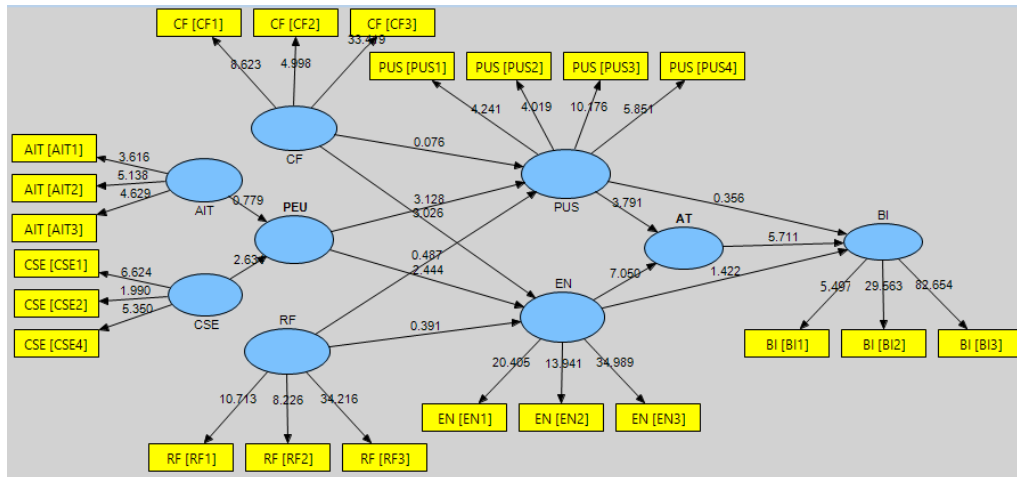 CF [CF1]
CF [CF2]
CF [CF3]
8.623
4.998
33.419
PUS [PUS1]
PUS [PUS2]
PUS [PUS3]
PUS [PUS4]
4.241
4.019
10.176
5.851
CF
0.076
AIT [AIT1]
AIT [AIT2]
AIT [AIT3]
3.616
5.138
4.629
AIT
0.779
PEU
3.128
3.026
PUS
3.791
0.356
AT
BI
5.711
CSE [CSE1]
CSE [CSE2]
CSE [CSE4]
6.624
1.990
5.350
CSE
2.63
0.487
2.444
EN
7.050
1.422
RF
0.391
5.497
29.563
82.654
BI [BI1]
BI [BI2]
BI [BI3]
10.713
8.226
34.216
20.405
13.941
34.989
EN [EN1]
EN [EN2]
EN [EN3]
RF [RF1]
RF [RF2]
RF [RF3]